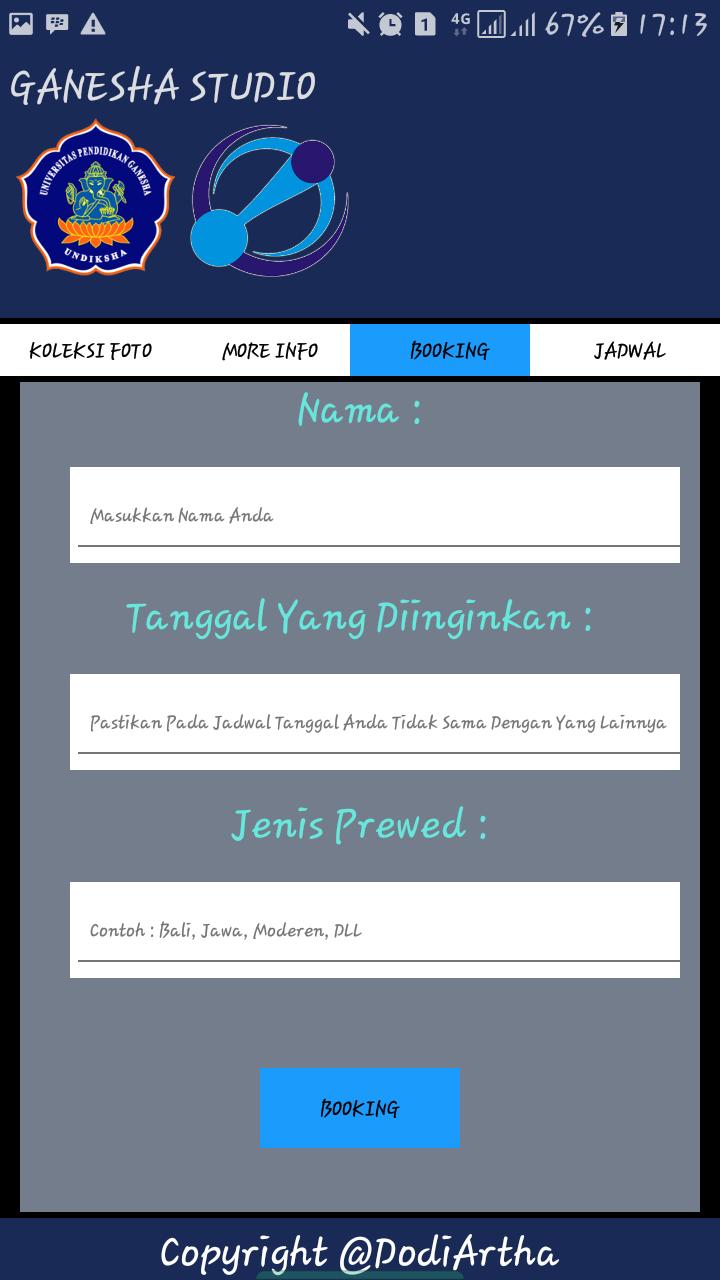 4G 1 67% 17:13
GANESHA STUDIO
UNIVERSITAS PENDIDIKAN GANESHA
UNDIKSHA
KOLEKSI FOTO MORE INFO BOOKING JADWAL
Nama :
Masukkan Nama Anda
Tanggal Yang Diinginkan :
Pastikan Pada Jadwal Tanggal Anda Tidak Sama Dengan Yang Lainnya
Jenis Prewed :
Contoh : Bali, Jawa, Moderen, DLL
BOOKING
Copyright @DodiArtha